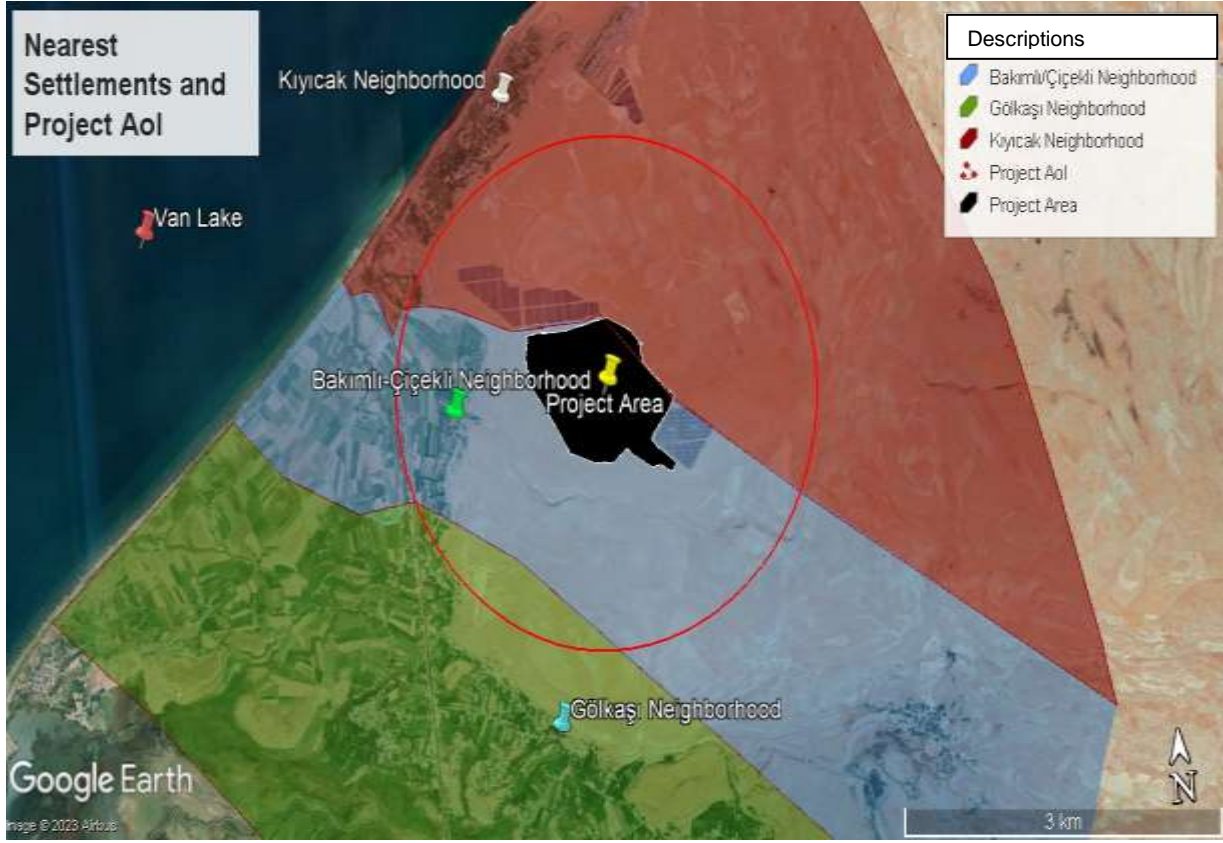 Nearest
Settlements and
Project AoI
Descriptions
Bakımlı/Çiçekli Neighborhood
Gölkaşı Neighborhood
Kıyıcak Neighborhood
Project AoI
Project Area
Kıyıcak Neighborhood
Van Lake
Bakımlı-Çiçekli Neighborhood
Project Area
Gölkaşı Neighborhood
Google Earth
Image © 2023 Airbus
N
3 km